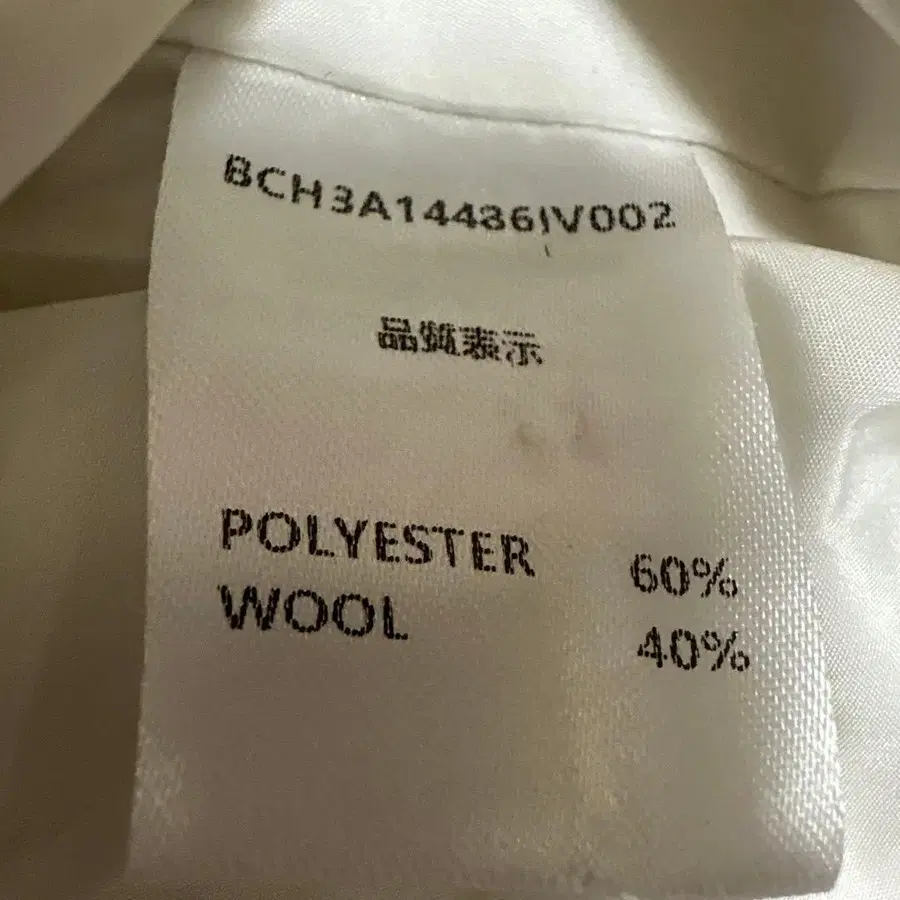 BCH3A14486IV002
品質表示
POLYESTER 60%
WOOL 40%